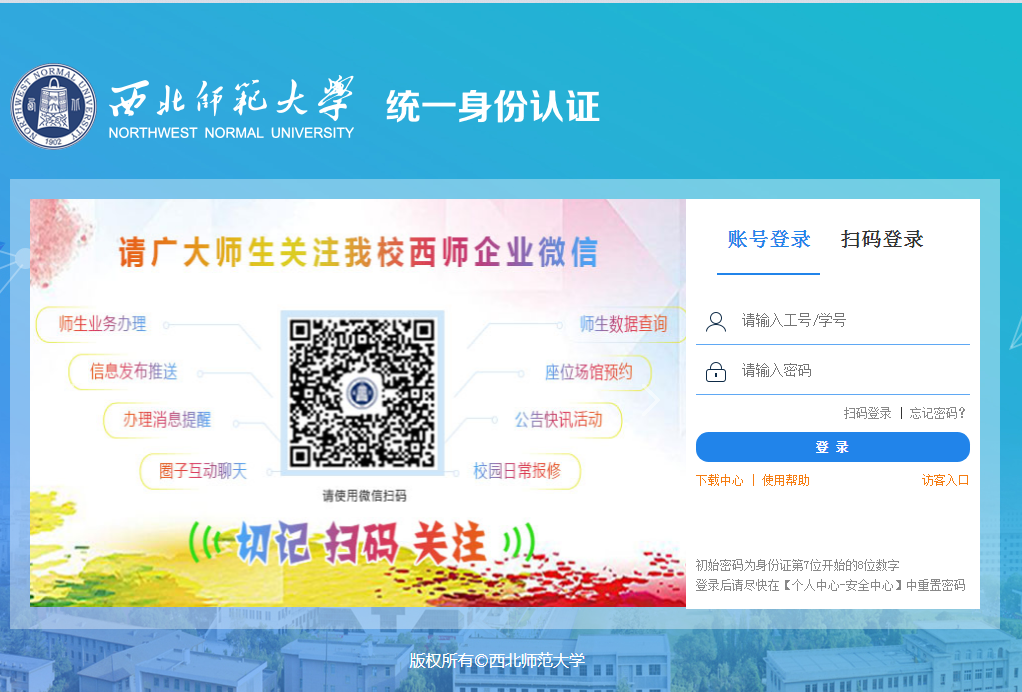 西北师范大学
NORTHWEST NORMAL UNIVERSITY
统一身份认证
NORTHWEST NORMAL UNIVERSITY
1902
请广大师生关注我校西师企业微信
师生业务办理
信息发布推送
办理消息提醒
圈子互动聊天
师生数据查询
座位场馆预约
公告快讯活动
校园日常报修
请使用微信扫码
切记 扫码 关注
账号登录 扫码登录
请输入工号/学号
请输入密码
扫码登录 | 忘记密码?
登 录
下载中心 | 使用帮助 访客入口
初始密码为身份证第7位开始的8位数字
登录后请尽快在【个人中心-安全中心】中重置密码
版权所有©西北师范大学